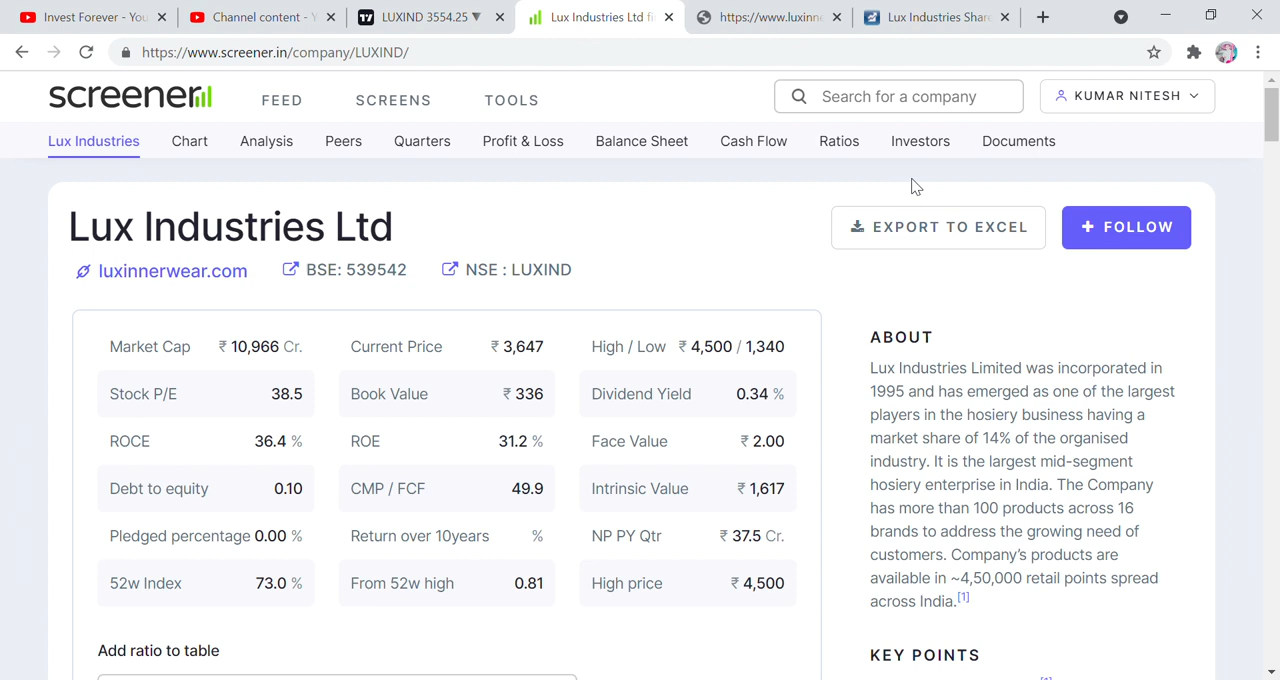 Invest Forever - You
Channel content - Y
LUXIND 3554.25 ▼
Lux Industries Ltd fi
https://www.luxinne
Lux Industries Share
https://www.screener.in/company/LUXIND/
screener
FEED
SCREENS
TOOLS
Search for a company
KUMAR NITESH
Lux Industries
Chart
Analysis
Peers
Quarters
Profit & Loss
Balance Sheet
Cash Flow
Ratios
Investors
Documents
Lux Industries Ltd
EXPORT TO EXCEL
+ FOLLOW
luxinnerwear.com
BSE: 539542
NSE : LUXIND
Market Cap ₹ 10,966 Cr.
Current Price ₹ 3,647
High / Low ₹ 4,500 / 1,340
Stock P/E 38.5
Book Value ₹ 336
Dividend Yield 0.34 %
ROCE 36.4 %
ROE 31.2 %
Face Value ₹ 2.00
Debt to equity 0.10
CMP / FCF 49.9
Intrinsic Value ₹ 1,617
Pledged percentage 0.00 %
Return over 10years %
NP PY Qtr ₹ 37.5 Cr.
52w Index 73.0 %
From 52w high 0.81
High price ₹ 4,500
Add ratio to table
ABOUT
Lux Industries Limited was incorporated in
1995 and has emerged as one of the largest
players in the hosiery business having a
market share of 14% of the organised
industry. It is the largest mid-segment
hosiery enterprise in India. The Company
has more than 100 products across 16
brands to address the growing need of
customers. Company's products are
available in ~4,50,000 retail points spread
across India.[1]
KEY POINTS